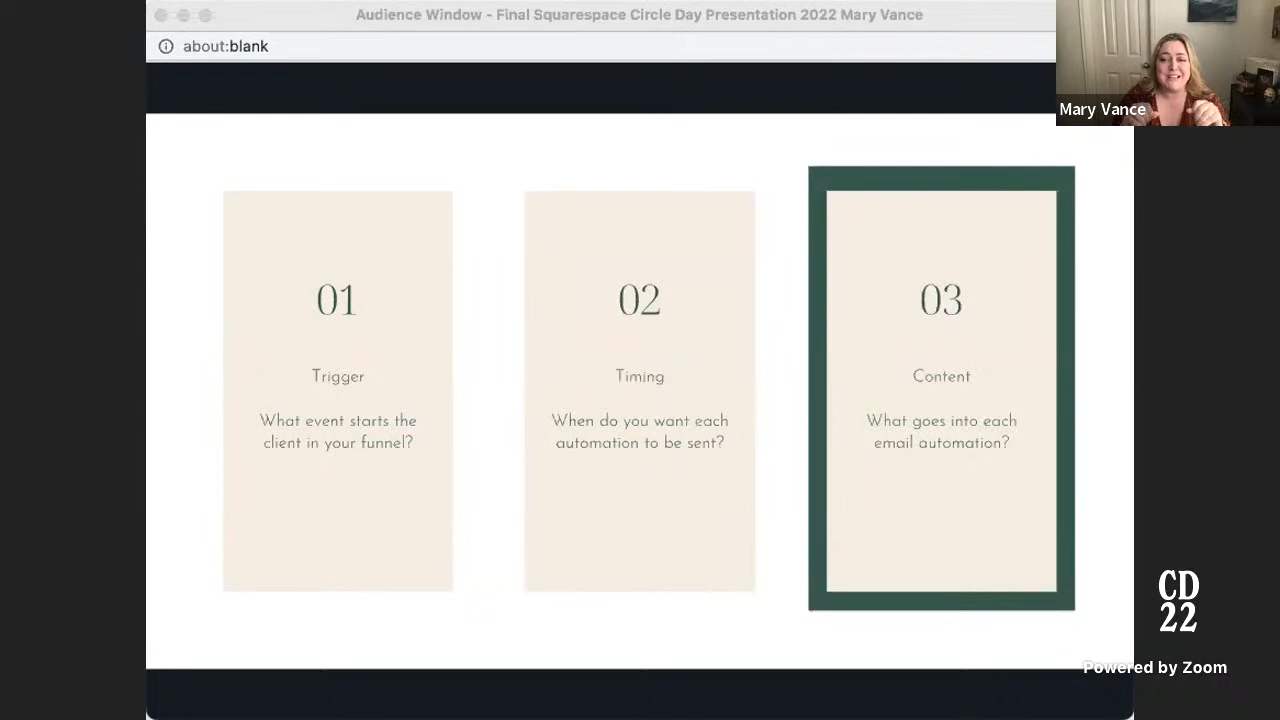 Audience Window - Final Squarespace Circle Day Presentation 2022 Mary Vance
about:blank
Mary Vance
01
Trigger
What event starts the
client in your funnel?
02
Timing
When do you want each
automation to be sent?
03
Content
What goes into each
email automation?
CD
22
Powered by Zoom